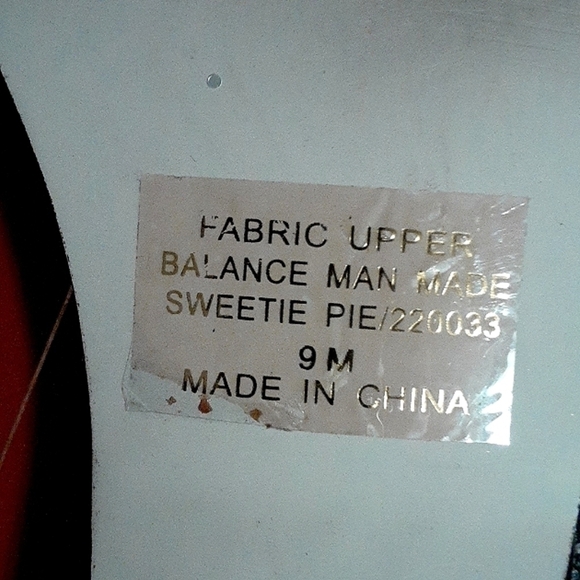 FABRIC UPPER
BALANCE MAN MADE
SWEETIE PIE/220033
9 M
MADE IN CHINA